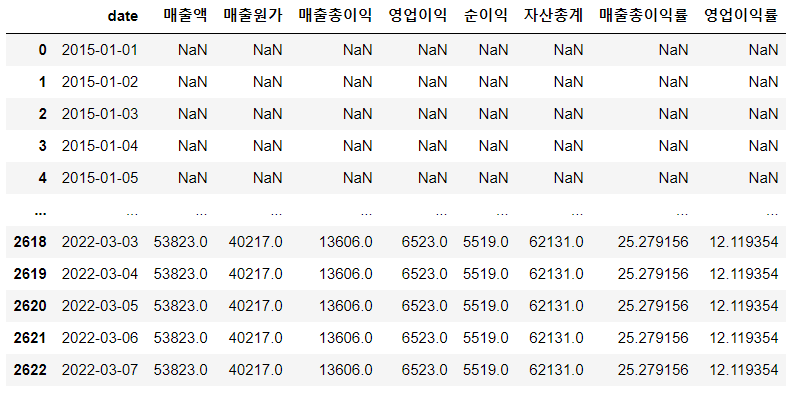 date 매출액 매출원가 매출총이익 영업이익 순이익 자산총계 매출총이익률 영업이익률
0 2015-01-01 NaN NaN NaN NaN NaN NaN NaN NaN
1 2015-01-02 NaN NaN NaN NaN NaN NaN NaN NaN
2 2015-01-03 NaN NaN NaN NaN NaN NaN NaN NaN
3 2015-01-04 NaN NaN NaN NaN NaN NaN NaN NaN
4 2015-01-05 NaN NaN NaN NaN NaN NaN NaN NaN
... ... ... ... ... ... ... ... ... ...
2618 2022-03-03 53823.0 40217.0 13606.0 6523.0 5519.0 62131.0 25.279156 12.119354
2619 2022-03-04 53823.0 40217.0 13606.0 6523.0 5519.0 62131.0 25.279156 12.119354
2620 2022-03-05 53823.0 40217.0 13606.0 6523.0 5519.0 62131.0 25.279156 12.119354
2621 2022-03-06 53823.0 40217.0 13606.0 6523.0 5519.0 62131.0 25.279156 12.119354
2622 2022-03-07 53823.0 40217.0 13606.0 6523.0 5519.0 62131.0 25.279156 12.119354